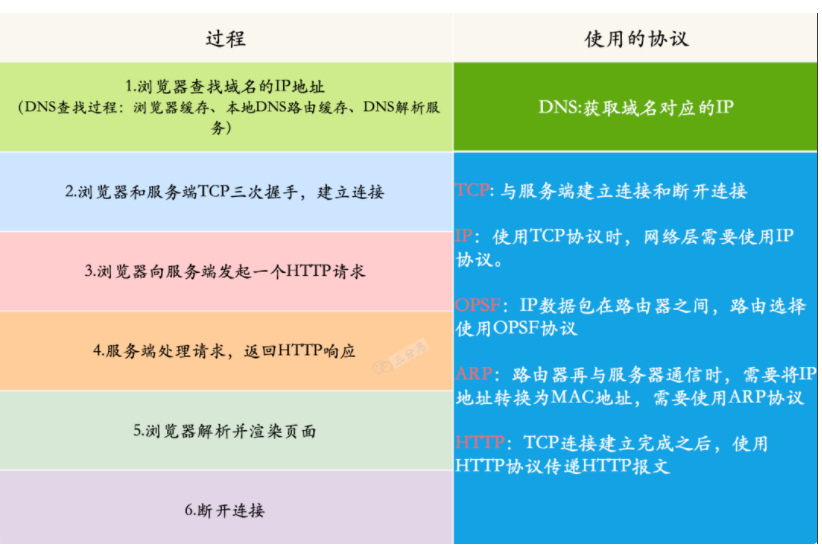 过程
使用的协议
1.浏览器查找域名的IP地址
(DNS查找过程：浏览器缓存、本地DNS路由缓存、DNS解析服
务)
DNS:获取域名对应的IP
2.浏览器和服务端TCP三次握手，建立连接
3.浏览器向服务端发起一个HTTP请求
4.服务端处理请求，返回HTTP响应
5.浏览器解析并渲染页面
6.断开连接
TCP: 与服务端建立连接和断开连接
IP：使用TCP协议时，网络层需要使用IP
协议。
OPSF：IP数据包在路由器之间，路由选择
使用OPSF协议
ARP：路由器再与服务器通信时，需要将IP
地址转换为MAC地址，需要使用ARP协议
HTTP：TCP连接建立完成之后，使用
HTTP协议传递HTTP报文